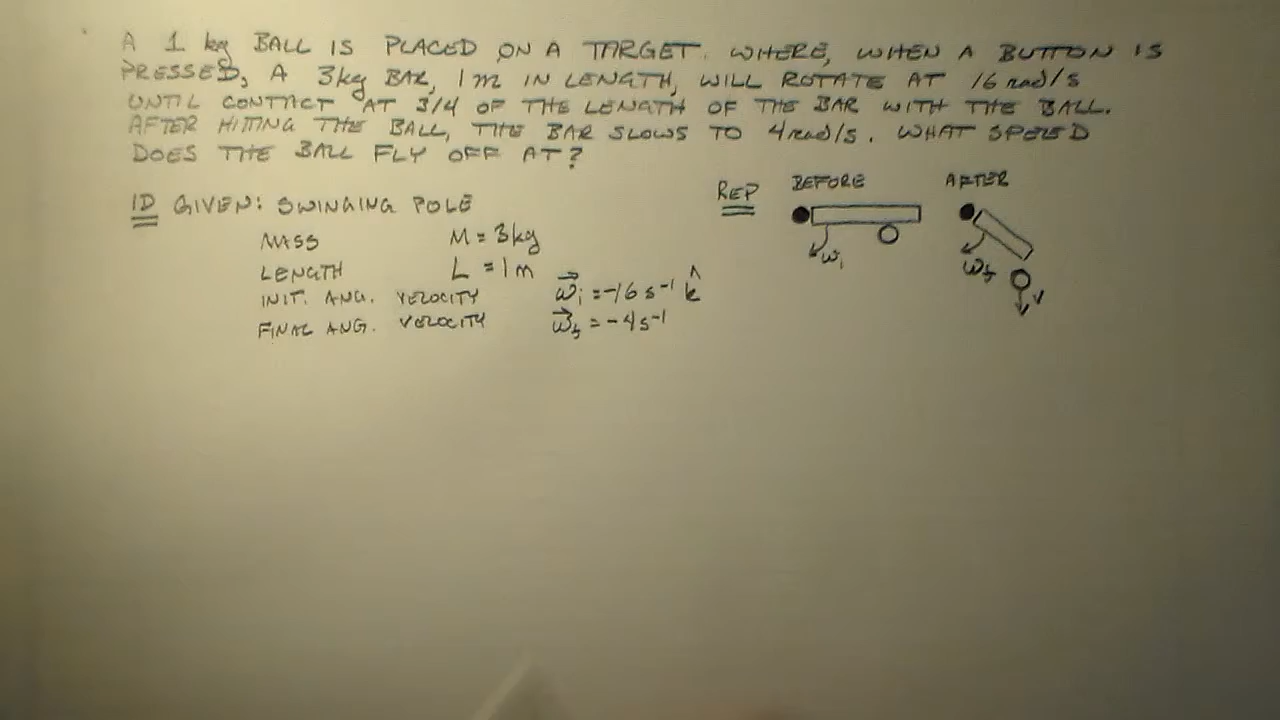 A 1 kg BALL IS PLACED ON A TARGET. WHERE, WHEN A BUTTON IS
PRESSED, A 3kg BAR, 1m IN LENGTH, WILL ROTATE AT 16 rad/s
UNTIL CONTACT AT 3/4 OF THE LENGTH OF THE BAR WITH THE BALL.
AFTER HITTING THE BALL, THE BAR SLOWS TO 4 rad/s. WHAT SPEED
DOES THE BALL FLY OFF AT?
ID GIVEN: SWINGING POLE
MASS M = 3kg
LENGTH L = 1m
INIT. ANG. VELOCITY ω⃗i = -16 s⁻¹ k̂
FINAL ANG. VELOCITY ω⃗f = -4 s⁻¹
REP BEFORE AFTER
ωi ωf v